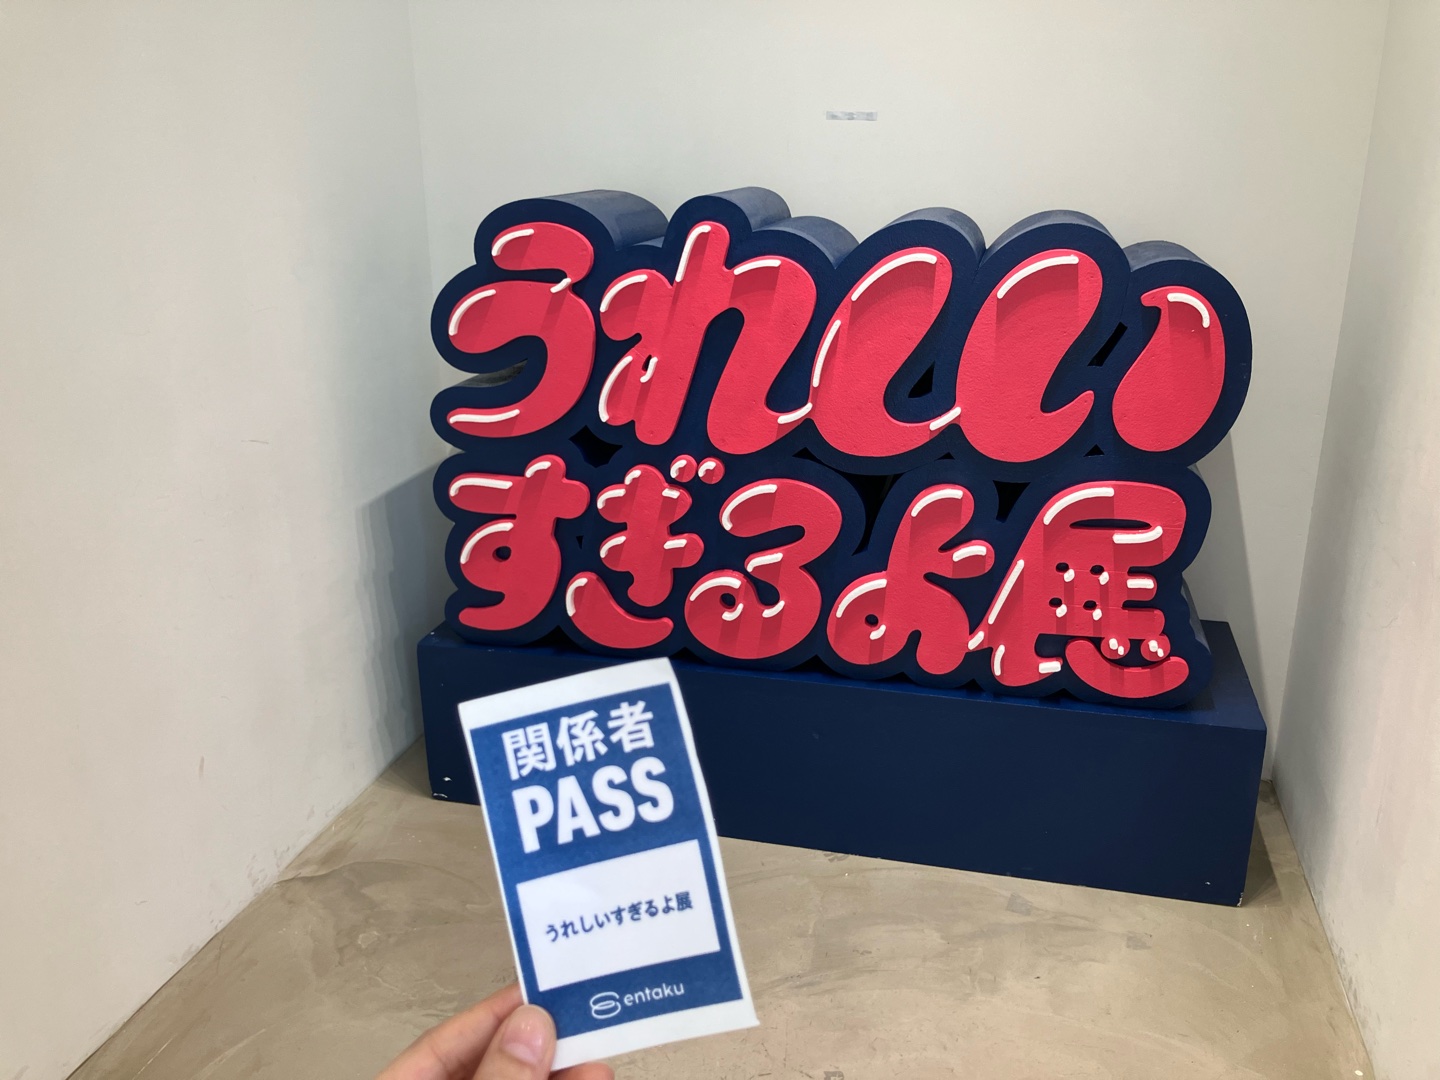 うれしい
すぎるよ展
関係者
PASS
うれしいすぎるよ展
entaku